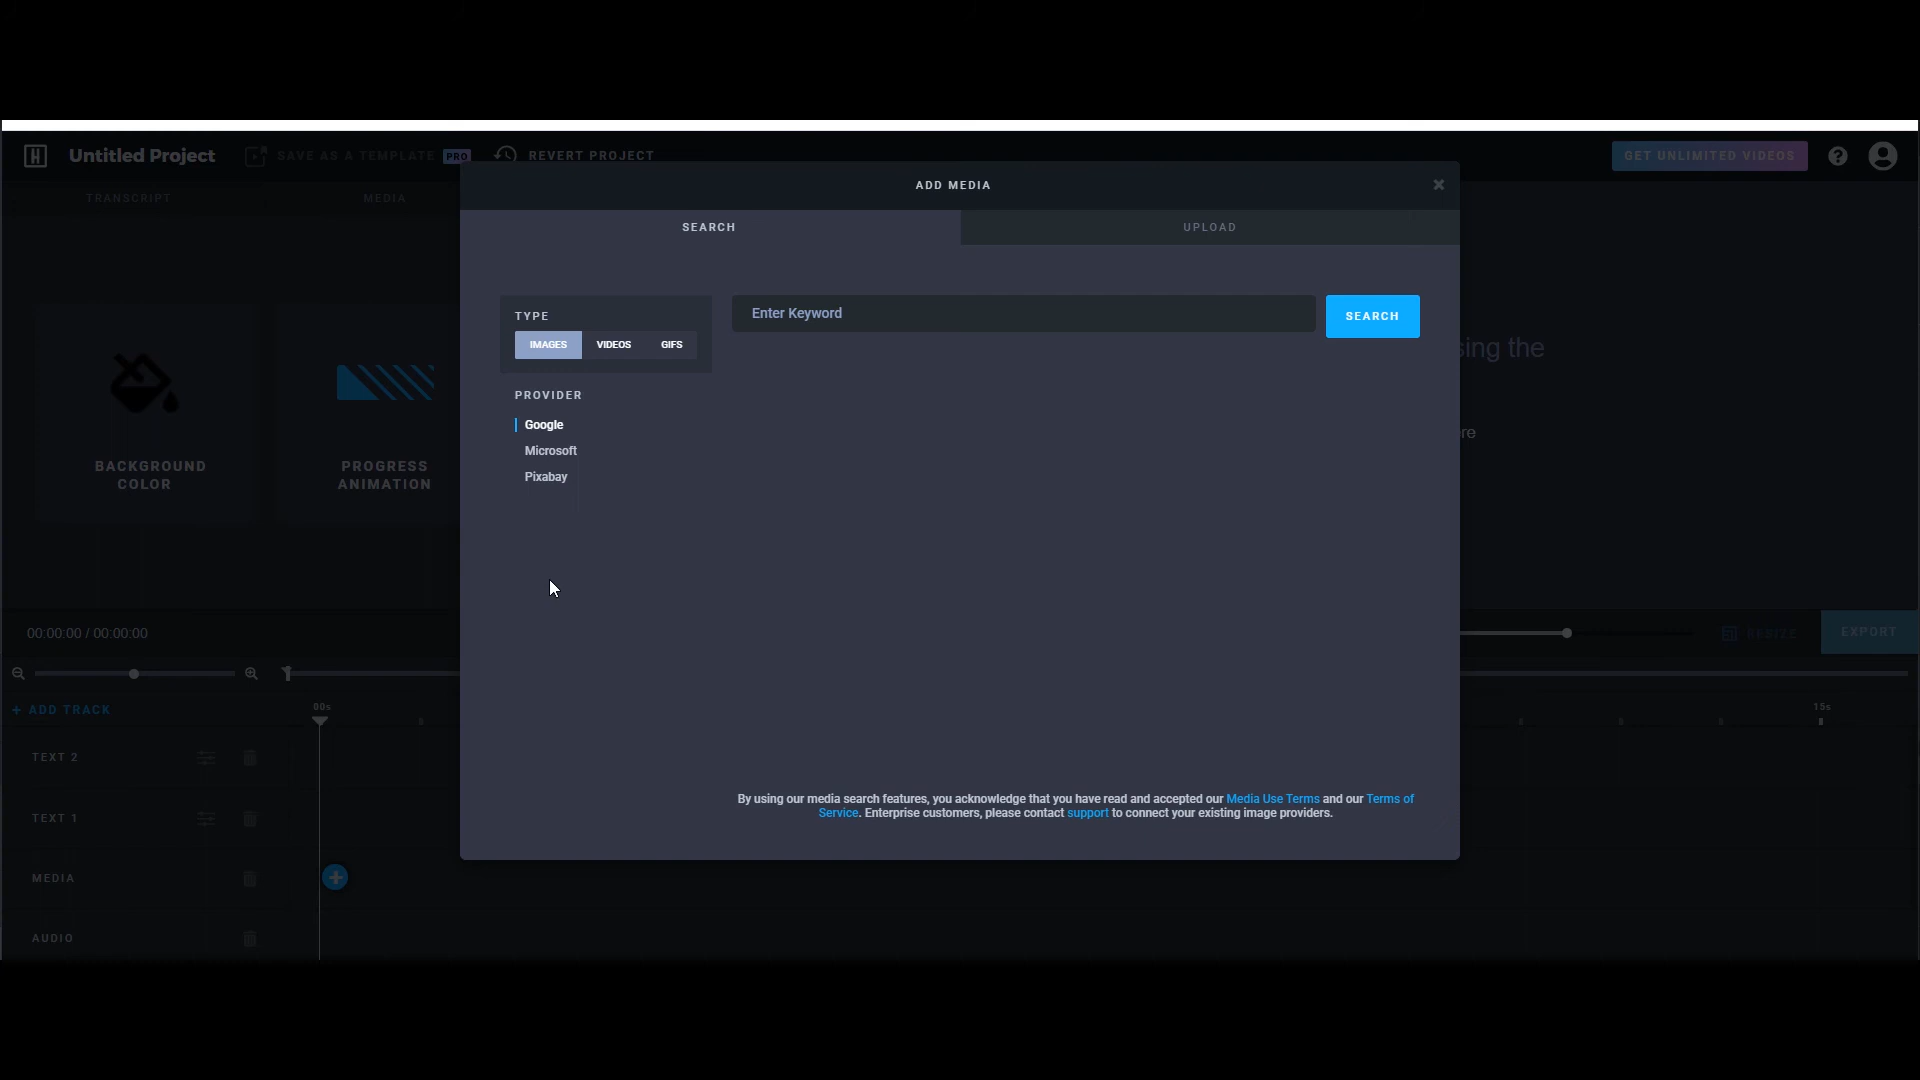 Untitled Project
SAVE AS A TEMPLATE PRO
REVERT PROJECT
GET UNLIMITED VIDEOS
TRANSCRIPT
MEDIA
ADD MEDIA
SEARCH
UPLOAD
TYPE
IMAGES VIDEOS GIFS
Enter Keyword
SEARCH
PROVIDER
Google
Microsoft
Pixabay
sing the
ere
BACKGROUND
COLOR
PROGRESS
ANIMATION
00:00:00 / 00:00:00
RESIZE
EXPORT
+ ADD TRACK
00s
15s
TEXT 2
TEXT 1
MEDIA
AUDIO
By using our media search features, you acknowledge that you have read and accepted our Media Use Terms and our Terms of
Service. Enterprise customers, please contact support to connect your existing image providers.